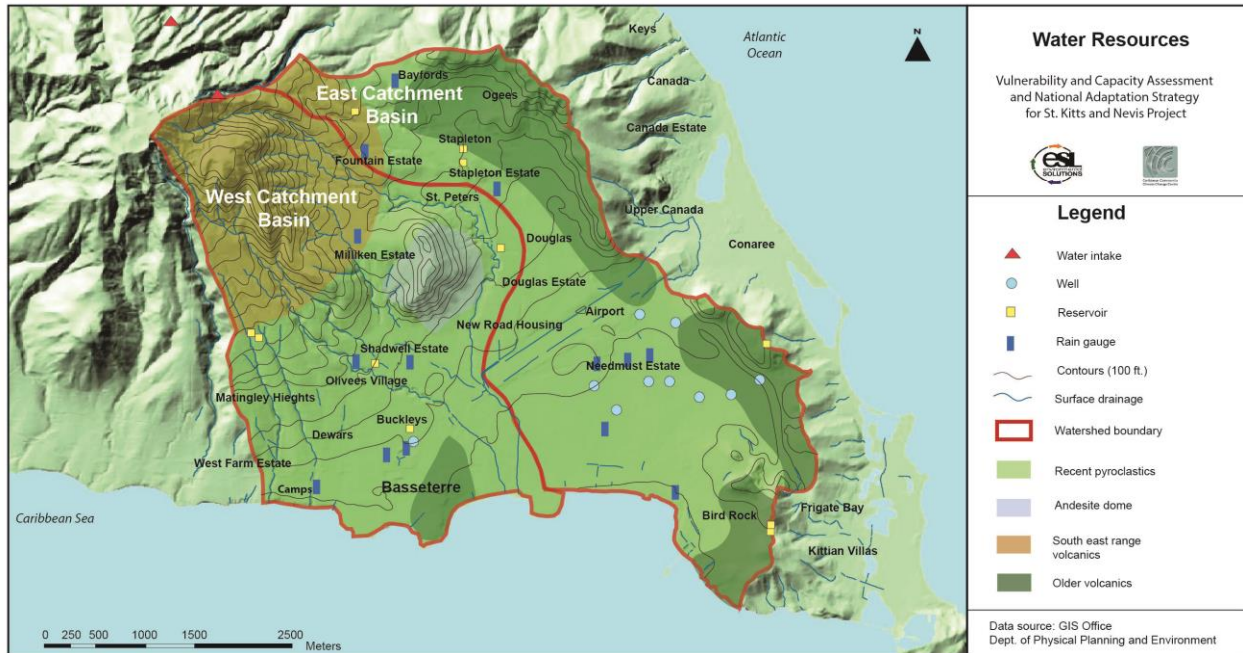 Keys
Atlantic
Ocean
N
Bayfords
Canada
East Catchment
Basin
Ogees
Canada Estate
Stapleton
Fountain Estate
Stapleton Estate
West Catchment
Basin
St. Peters
Upper Canada
Douglas
Conaree
Milliken Estate
Douglas Estate
Airport
New Road Housing
Shadwell Estate
Needmust Estate
Olivees Village
Matingley Hieghts
Buckleys
Dewars
West Farm Estate
Camps
Basseterre
Caribbean Sea
Bird Rock
Frigate Bay
Kittian Villas
0 250 500 1000 1500 2000 2500
Meters
Water Resources
Vulnerability and Capacity Assessment
and National Adaptation Strategy
for St. Kitts and Nevis Project
esi
SOLUTIONS
Legend
Water intake
Well
Reservoir
Rain gauge
Contours (100 ft.)
Surface drainage
Watershed boundary
Recent pyroclastics
Andesite dome
South east range
volcanics
Older volcanics
Data source: GIS Office
Dept. of Physical Planning and Environment